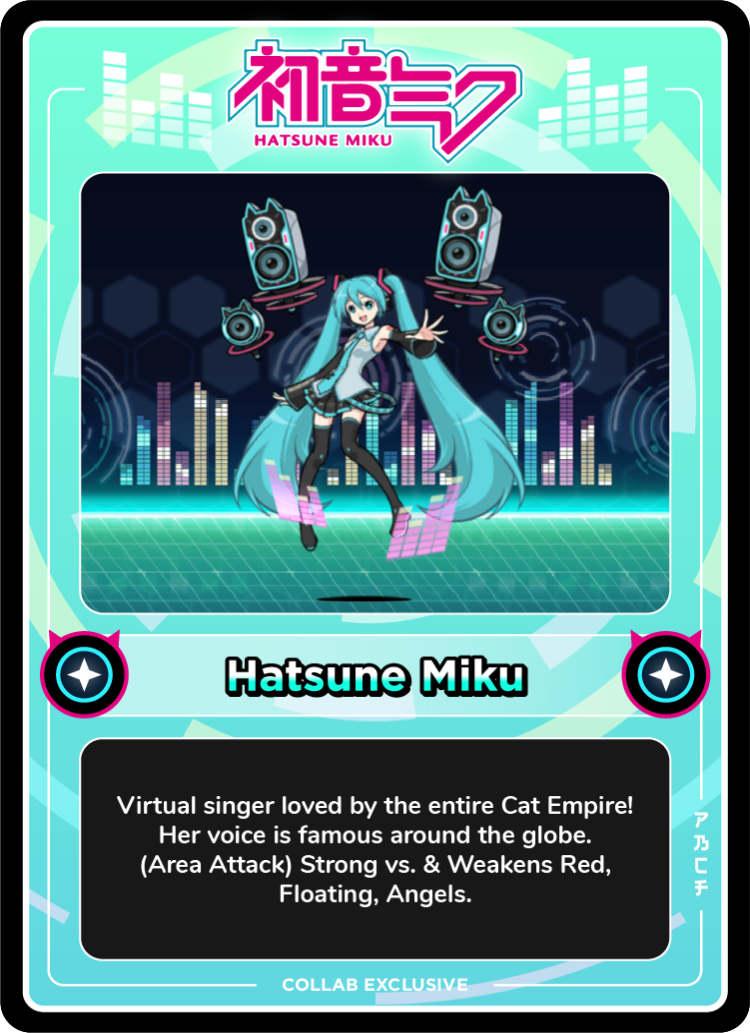 初音ミク
HATSUNE MIKU
Hatsune Miku
Virtual singer loved by the entire Cat Empire!
Her voice is famous around the globe.
(Area Attack) Strong vs. & Weakens Red,
Floating, Angels.
COLLAB EXCLUSIVE